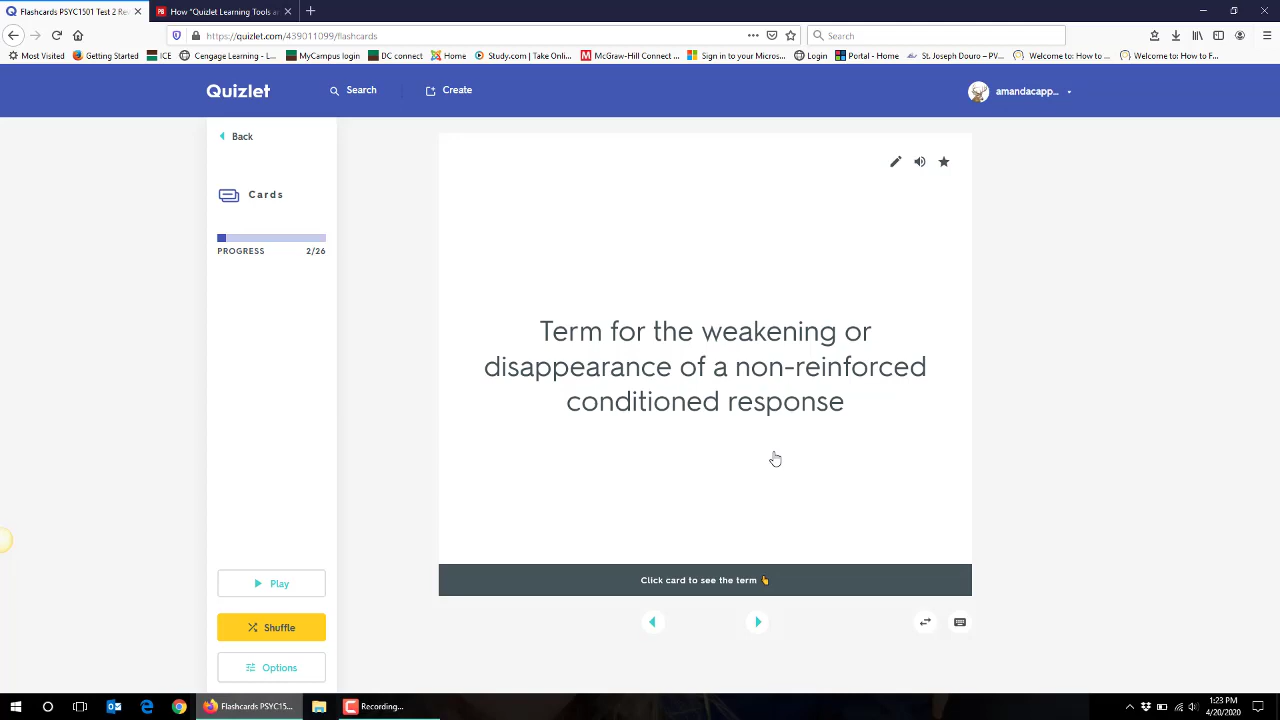 Flashcards PSYC1501 Test 2 Re
How "Quizlet Learning Tools a
https://quizlet.com/439011099/flashcards
Search
Most Visited
Getting Started
ICE
Cengage Learning - L...
MyCampus login
DC connect
Home
Study.com | Take Onli...
McGraw-Hill Connect ...
Sign in to your Micros...
Login
Portal - Home
St. Joseph Douro – PV...
Welcome to: How to ...
Welcome to: How to F...
Quizlet
Search
Create
amandacapp...
Back
Cards
PROGRESS 2/26
Term for the weakening or
disappearance of a non-reinforced
conditioned response
Click card to see the term
Play
Shuffle
Options
Flashcards PSYC15...
Recording...
1:23 PM
4/20/2020